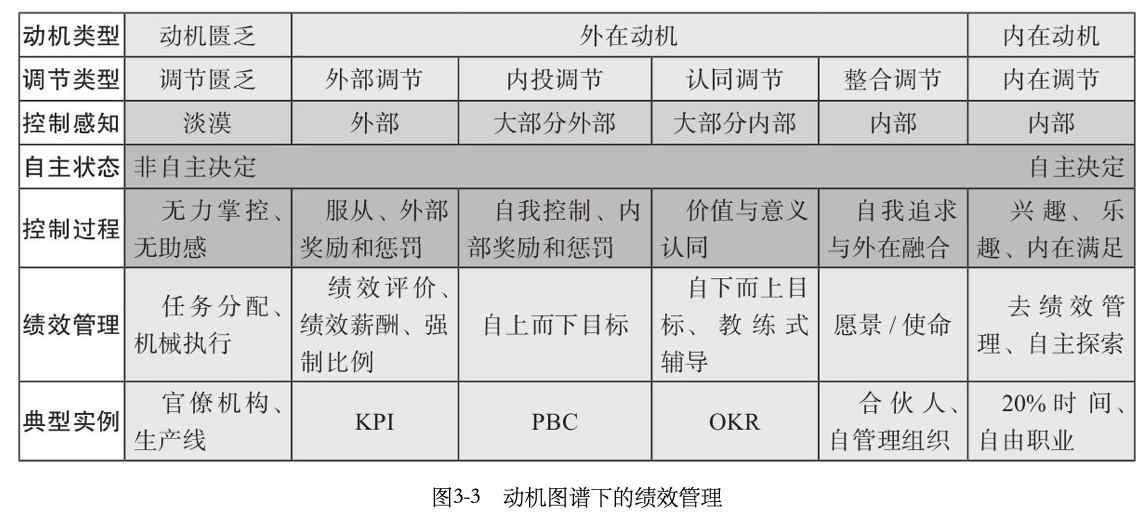 动机类型 动机匮乏 外在动机 内在动机
调节类型 调节匮乏 外部调节 内投调节 认同调节 整合调节 内在调节
控制感知 淡漠 外部 大部分外部 大部分内部 内部 内部
自主状态 非自主决定 自主决定
控制过程
无力掌控、
无助感
服从、外部
奖励和惩罚
自我控制、内
部奖励和惩罚
价值与意义
认同
自我追求
与外在融合
兴趣、乐
趣、内在满足
绩效管理
任务分配、
机械执行
绩效评价、
绩效薪酬、强
制比例
自上而下目标
自下而上目
标、教练式
辅导
愿景/使命
去绩效管
理、自主探索
典型实例
官僚机构、
生产线
KPI
PBC
OKR
合伙人、
自管理组织
20%时间、
自由职业
图3-3 动机图谱下的绩效管理